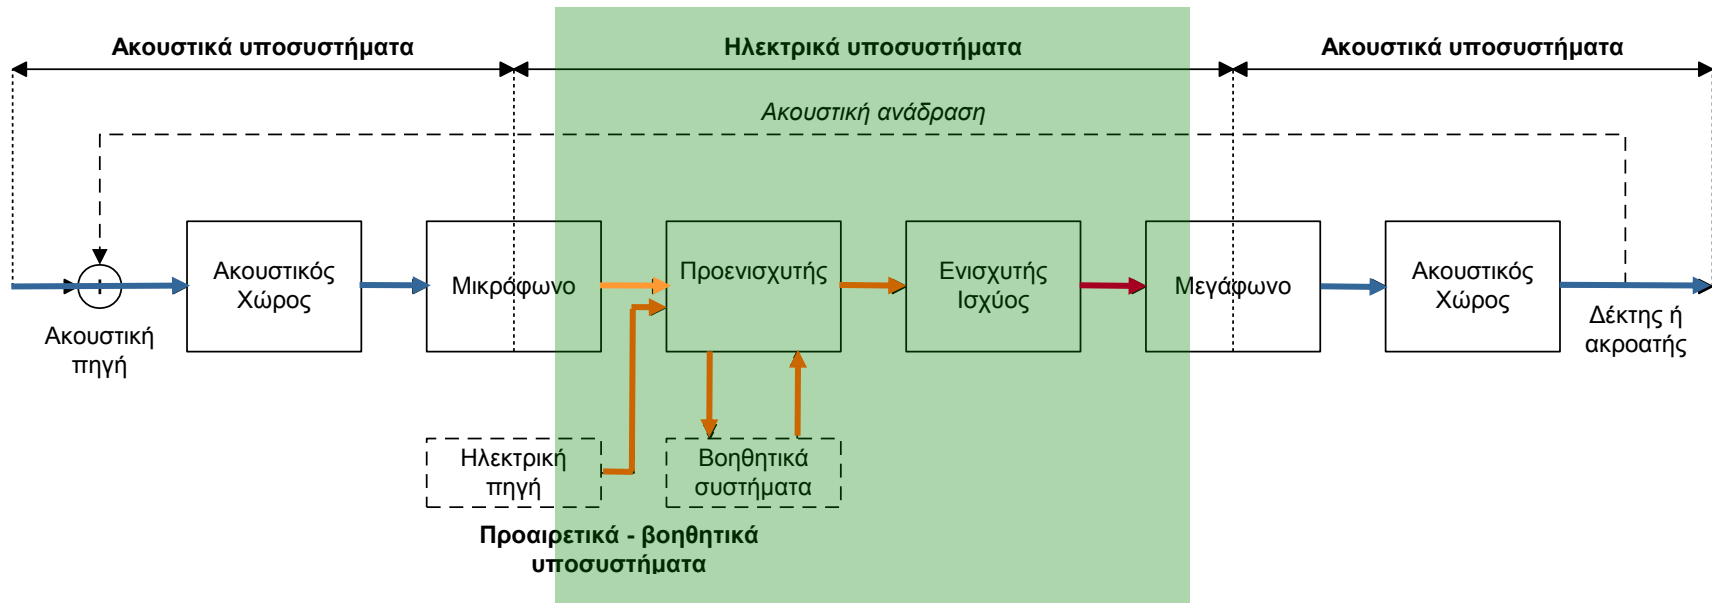 Ακουστικά υποσυστήματα
Ηλεκτρικά υποσυστήματα
Ακουστικά υποσυστήματα
Ακουστική ανάδραση
Ακουστική
πηγή
Ακουστικός
Χώρος
Μικρόφωνο
Προενισχυτής
Ενισχυτής
Ισχύος
Μεγάφωνο
Ακουστικός
Χώρος
Δέκτης ή
ακροατής
Ηλεκτρική
πηγή
Βοηθητικά
συστήματα
Προαιρετικά - βοηθητικά
υποσυστήματα